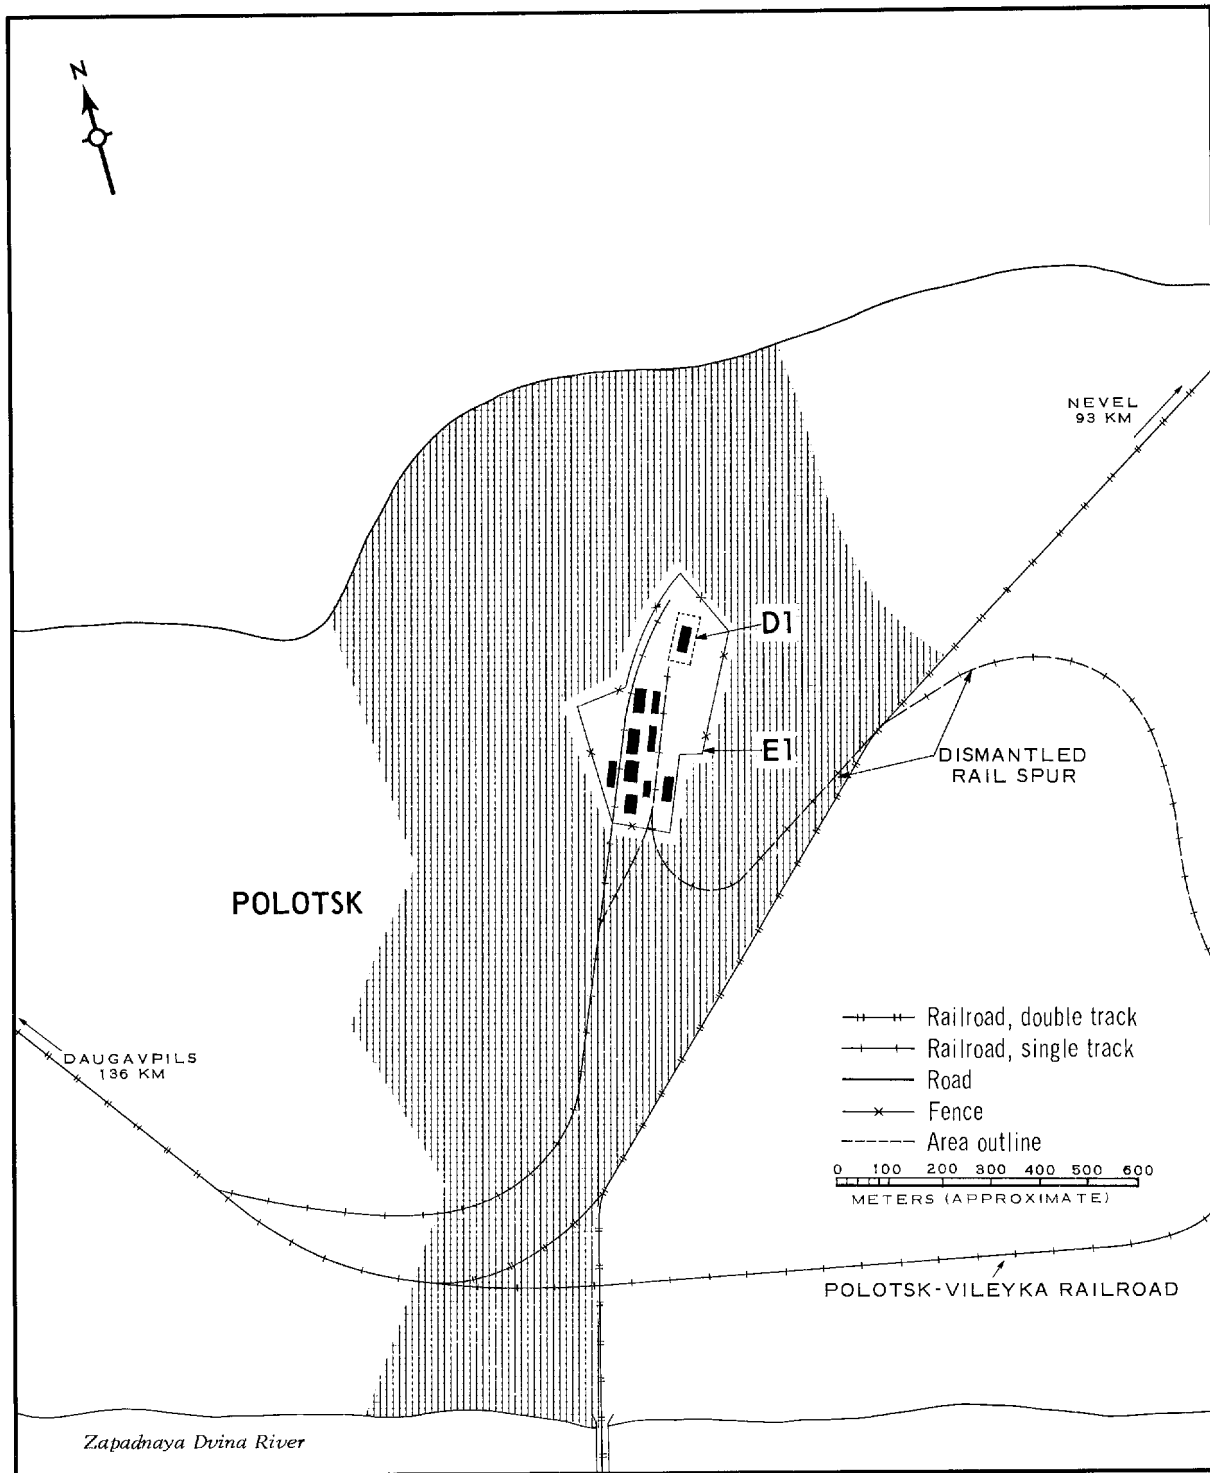 N
NEVEL
93 KM
D1
E1
DISMANTLED
RAIL SPUR
POLOTSK
DAUGAVPILS
136 KM
Railroad, double track
Railroad, single track
Road
Fence
Area outline
0 100 200 300 400 500 600
METERS (APPROXIMATE)
POLOTSK-VILEYKA RAILROAD
Zapadnaya Dvina River